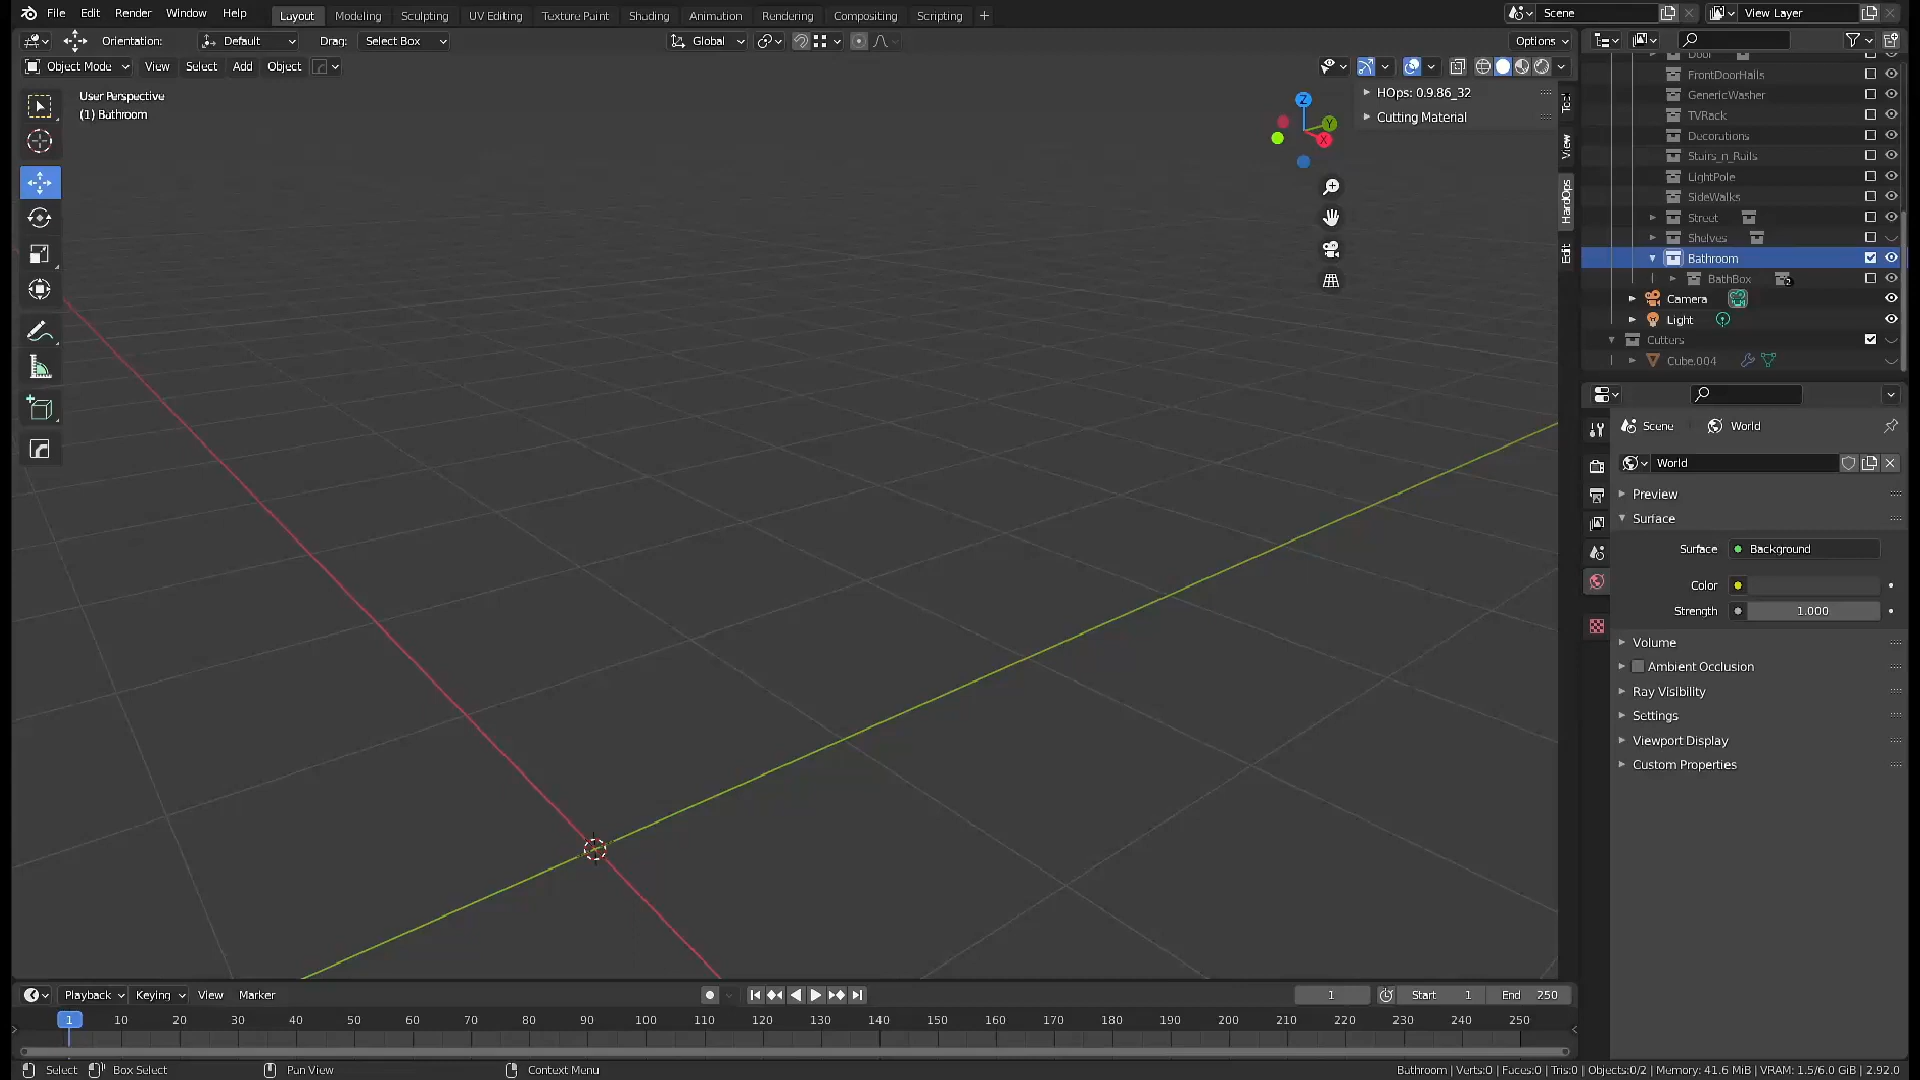 File Edit Render Window Help Layout Modeling Sculpting UV Editing Texture Paint Shading Animation Rendering Compositing Scripting + Scene View Layer
Orientation: Default Drag: Select Box Global Options
Object Mode View Select Add Object
User Perspective
(1) Bathroom
HOps: 0.9.86_32
Cutting Material
Z
Y
X
Tool
View
HardOps
Edit
Door
FrontDoorHalls
GenericWasher
TVRack
Decorations
Stairs_n_Rails
LightPole
SideWalks
Street
Shelves
Bathroom
BathBox 2
Camera
Light
Cutters
Cube.004
Scene World
World
Preview
Surface
Surface Background
Color
Strength 1.000
Volume
Ambient Occlusion
Ray Visibility
Settings
Viewport Display
Custom Properties
Playback Keying View Marker 1 Start 1 End 250
1 10 20 30 40 50 60 70 80 90 100 110 120 130 140 150 160 170 180 190 200 210 220 230 240 250
Select Box Select Pan View Context Menu Bathroom | Verts:0 | Faces:0 | Tris:0 | Objects:0/2 | Memory: 41.6 MiB | VRAM: 1.5/6.0 GiB | 2.92.0